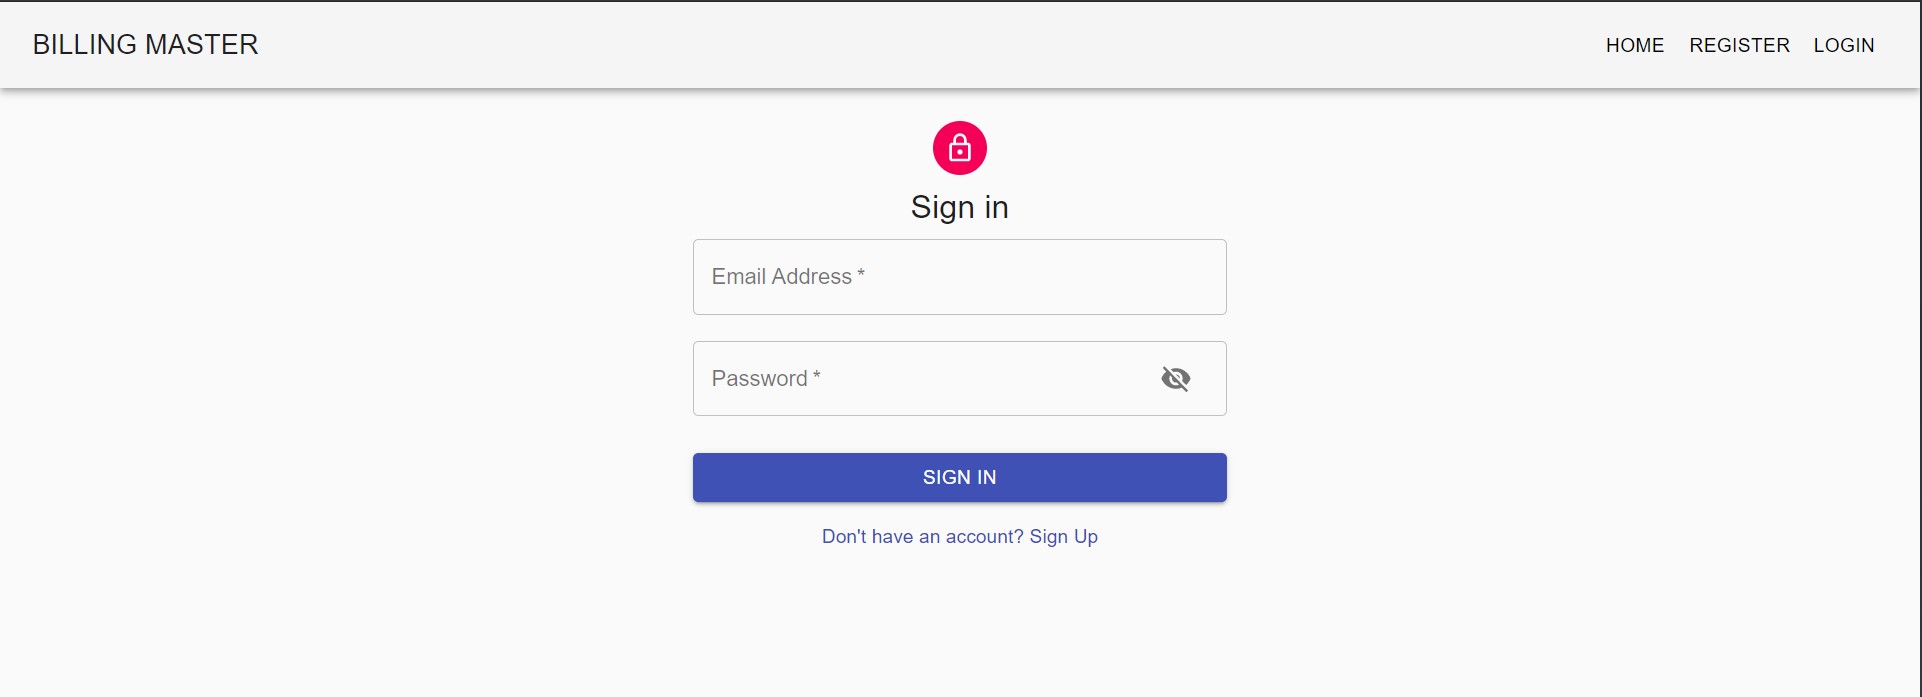 BILLING MASTER
HOME REGISTER LOGIN
Sign in
Email Address *
Password *
SIGN IN
Don't have an account? Sign Up